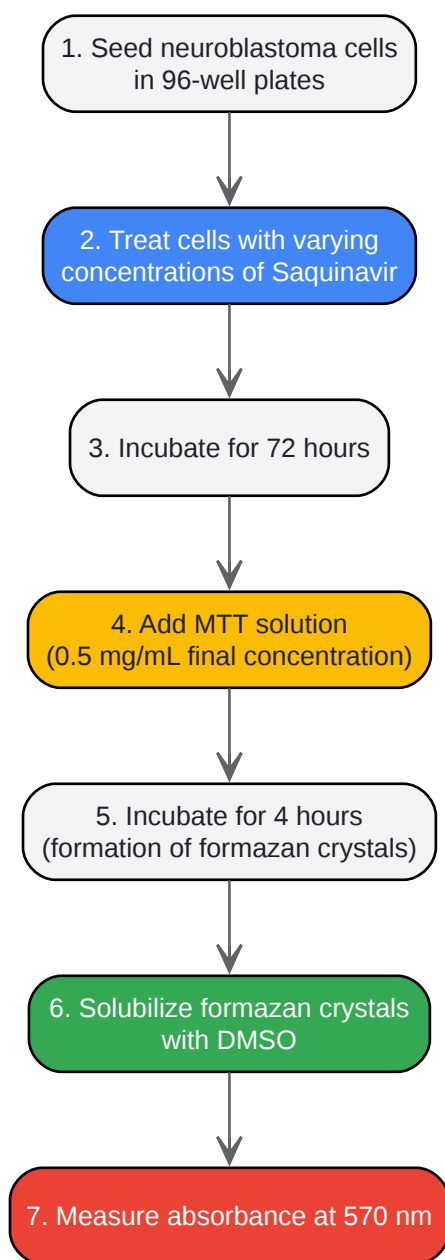 1. Seed neuroblastoma cells
in 96-well plates
2. Treat cells with varying
concentrations of Saquinavir
3. Incubate for 72 hours
4. Add MTT solution
(0.5 mg/mL final concentration)
5. Incubate for 4 hours
(formation of formazan crystals)
6. Solubilize formazan crystals
with DMSO
7. Measure absorbance at 570 nm